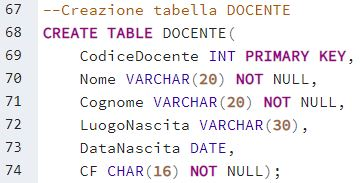 67 --Creazione tabella DOCENTE
68 CREATE TABLE DOCENTE(
69 CodiceDocente INT PRIMARY KEY,
70 Nome VARCHAR(20) NOT NULL,
71 Cognome VARCHAR(20) NOT NULL,
72 LuogoNascita VARCHAR(30),
73 DataNascita DATE,
74 CF CHAR(16) NOT NULL);